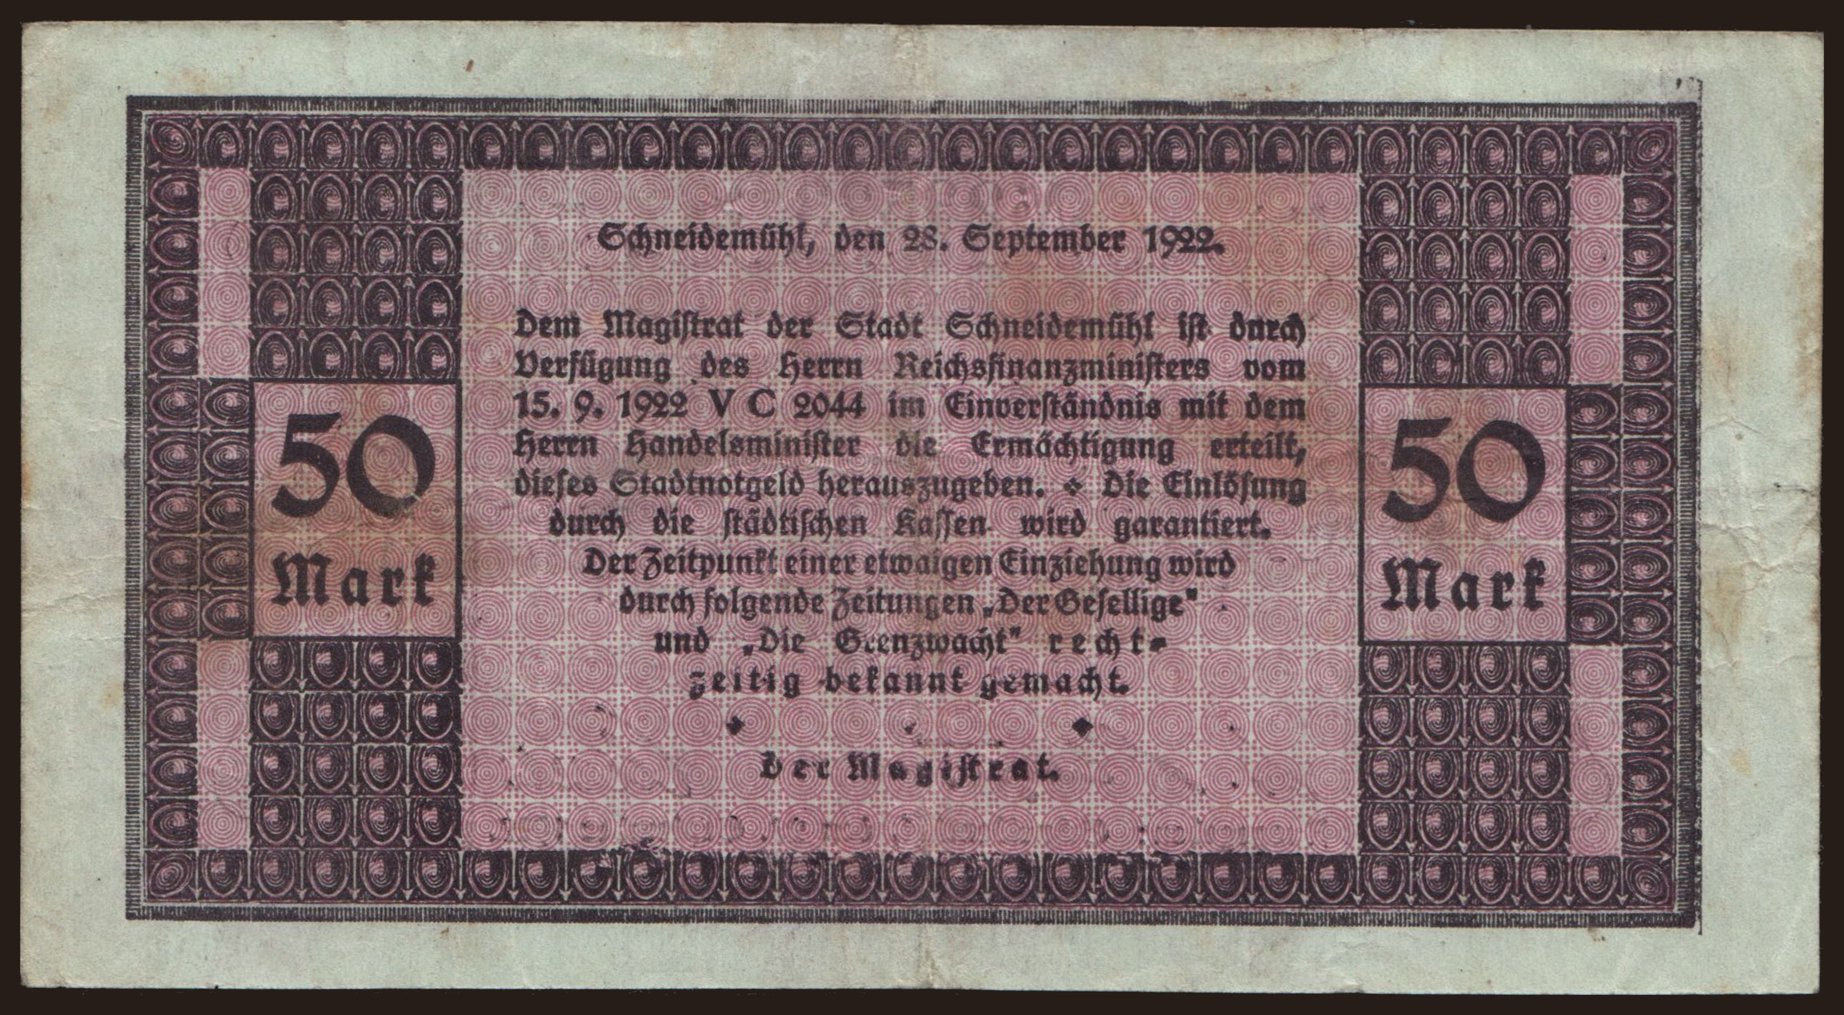 Schneidemühl, den 28. September 1922.
Dem Magistrat der Stadt Schneidemühl ist durch
Verfügung des Herrn Reichsfinanzministers vom
15. 9. 1922 V C 2044 im Einverständnis mit dem
Herrn Handelsminister die Ermächtigung erteilt,
dieses Stadtnotgeld herauszugeben. ⬥ Die Einlösung
durch die städtischen Kassen wird garantiert.
Der Zeitpunkt einer etwaigen Einziehung wird
durch folgende Zeitungen „Der Gesellige"
und „Die Grenzwacht" recht-
zeitig bekannt gemacht.
Der Magistrat.
50
Mark
50
Mark